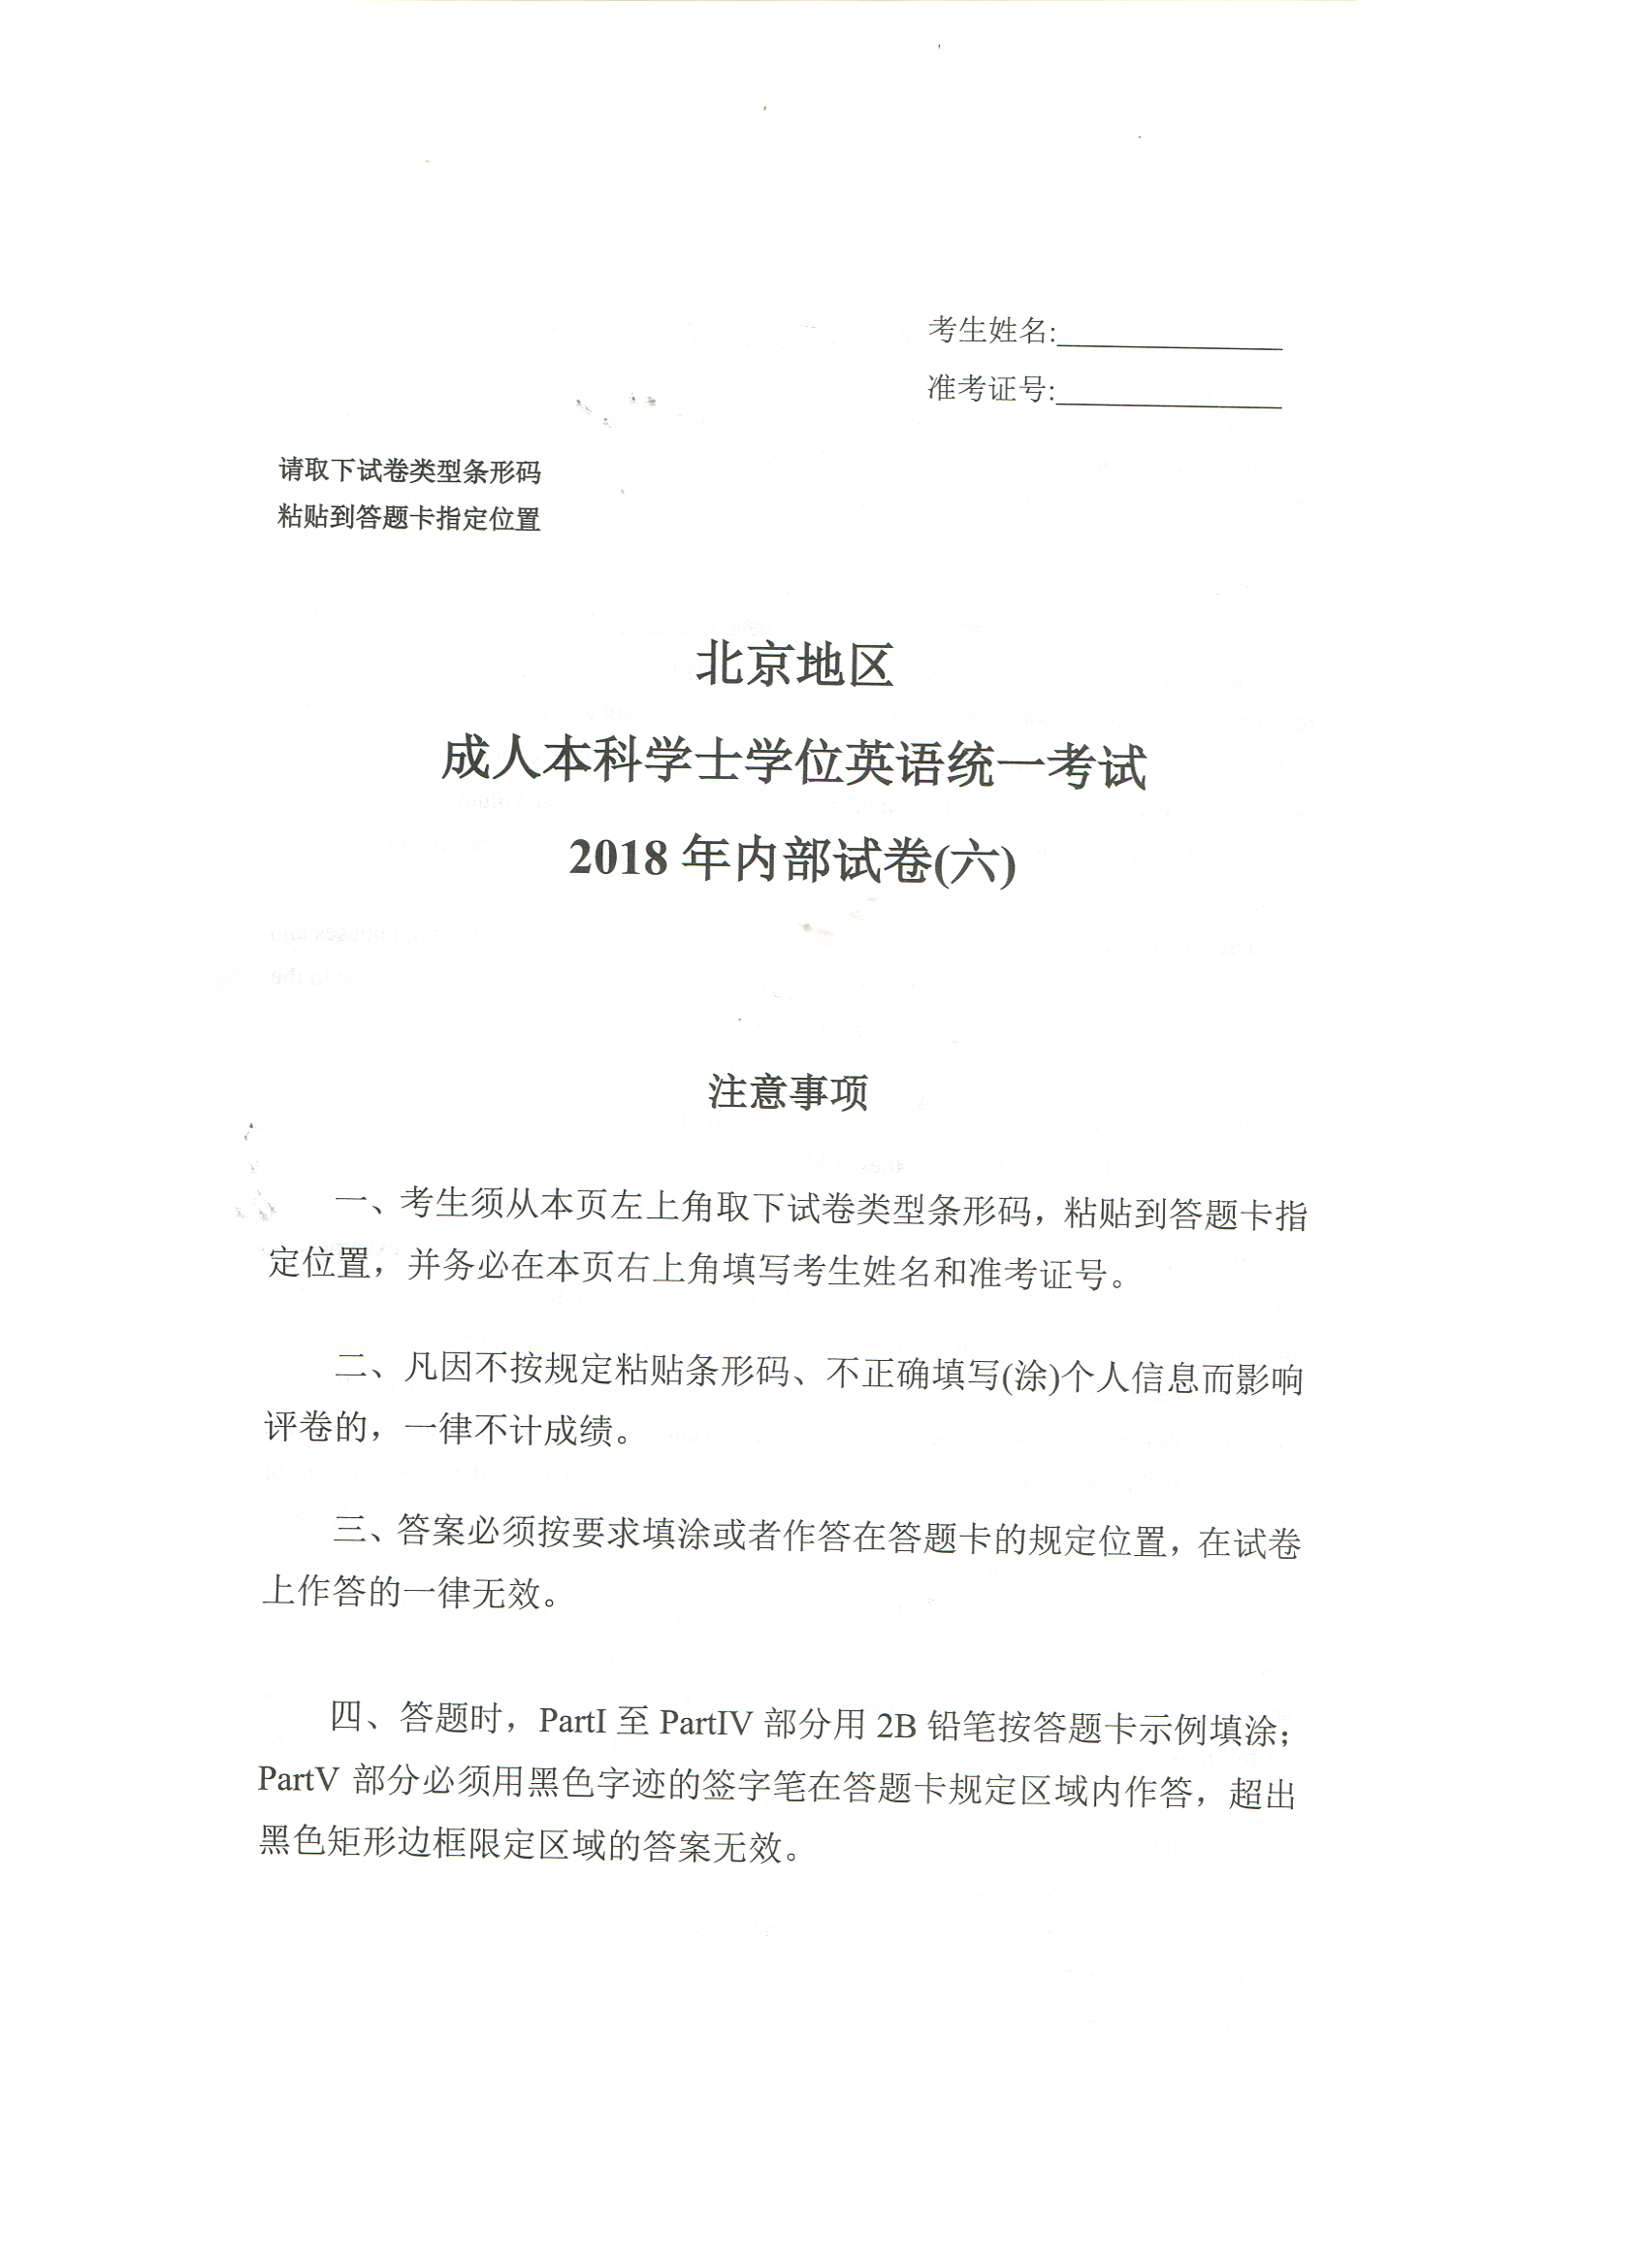 考生姓名:
准考证号:
请取下试卷类型条形码
粘贴到答题卡指定位置
北京地区
成人本科学士学位英语统一考试
2018 年内部试卷(六)
注意事项
一、考生须从本页左上角取下试卷类型条形码，粘贴到答题卡指
定位置，并务必在本页右上角填写考生姓名和准考证号。
二、凡因不按规定粘贴条形码、不正确填写(涂)个人信息而影响
评卷的，一律不计成绩。
三、答案必须按要求填涂或者作答在答题卡的规定位置，在试卷
上作答的一律无效。
四、答题时，PartI 至 PartIV 部分用 2B 铅笔按答题卡示例填涂；
PartV 部分必须用黑色字迹的签字笔在答题卡规定区域内作答，超出
黑色矩形边框限定区域的答案无效。